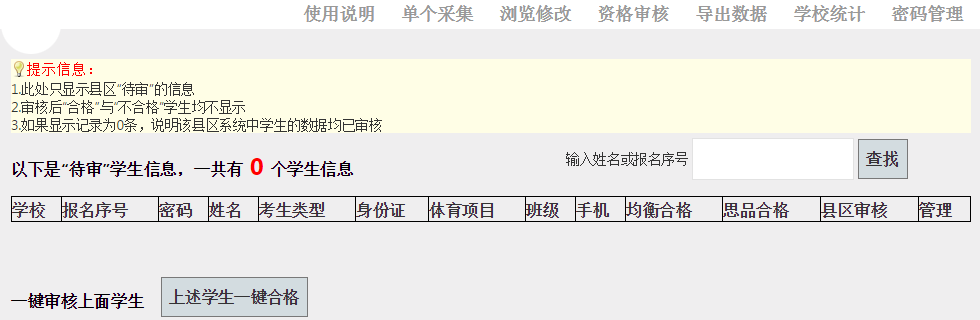 使用说明 单个采集 浏览修改 资格审核 导出数据 学校统计 密码管理
提示信息：
1.此处只显示县区“待审”的信息
2.审核后“合格”与“不合格”学生均不显示
3.如果显示记录为0条，说明该县区系统中学生的数据均已审核
以下是“待审”学生信息，一共有 0 个学生信息 输入姓名或报名序号 查找
学校 报名序号 密码 姓名 考生类型 身份证 体育项目 班级 手机 均衡合格 思品合格 县区审核 管理
一键审核上面学生 上述学生一键合格